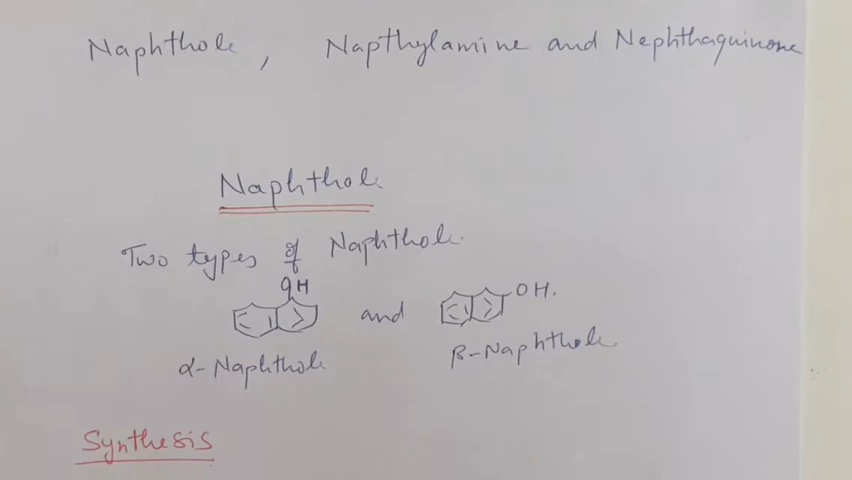 Naphthole, Napthylamine and Nephthaquinone
Naphthole
Two types of Naphthole.
OH
and
OH.
α-Naphthole
β-Naphthole.
Synthesis